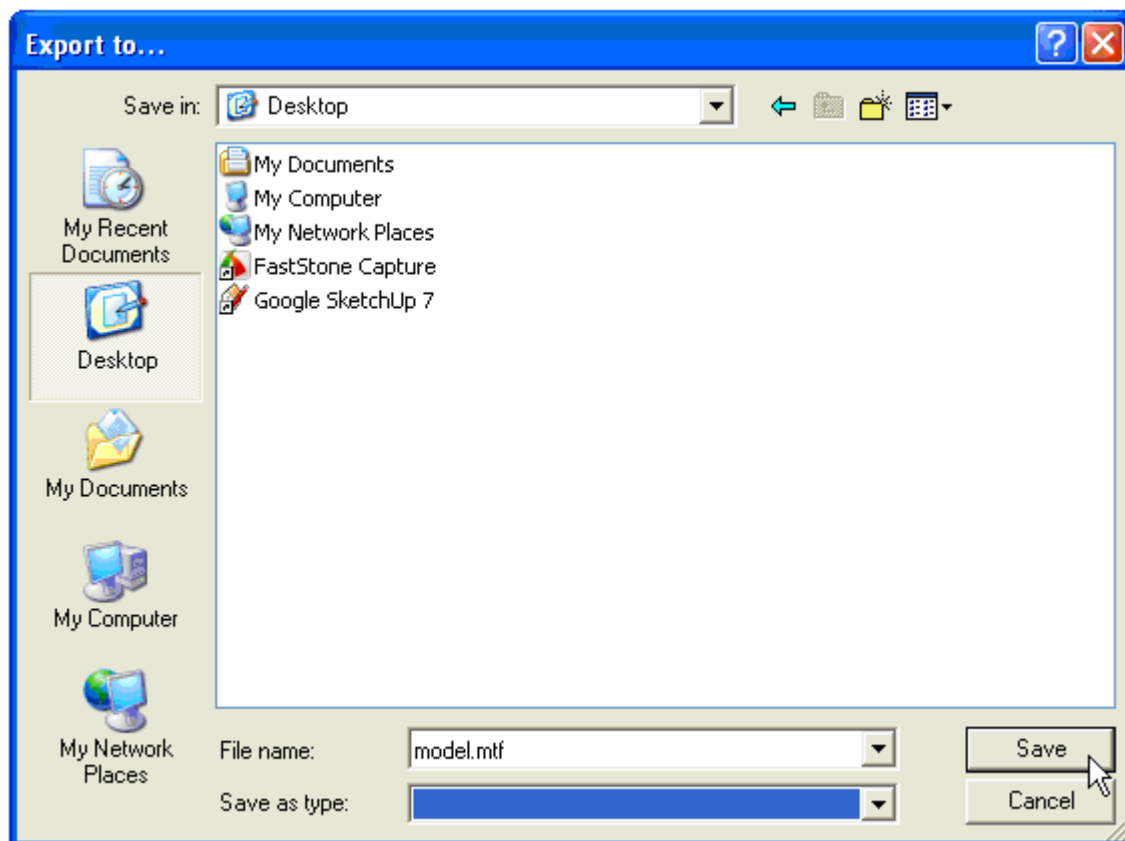 Export to...
Save in:
Desktop
My Recent
Documents
Desktop
My Documents
My Computer
My Network
Places
My Documents
My Computer
My Network Places
FastStone Capture
Google SketchUp 7
File name:
model.mtf
Save
Save as type:
Cancel